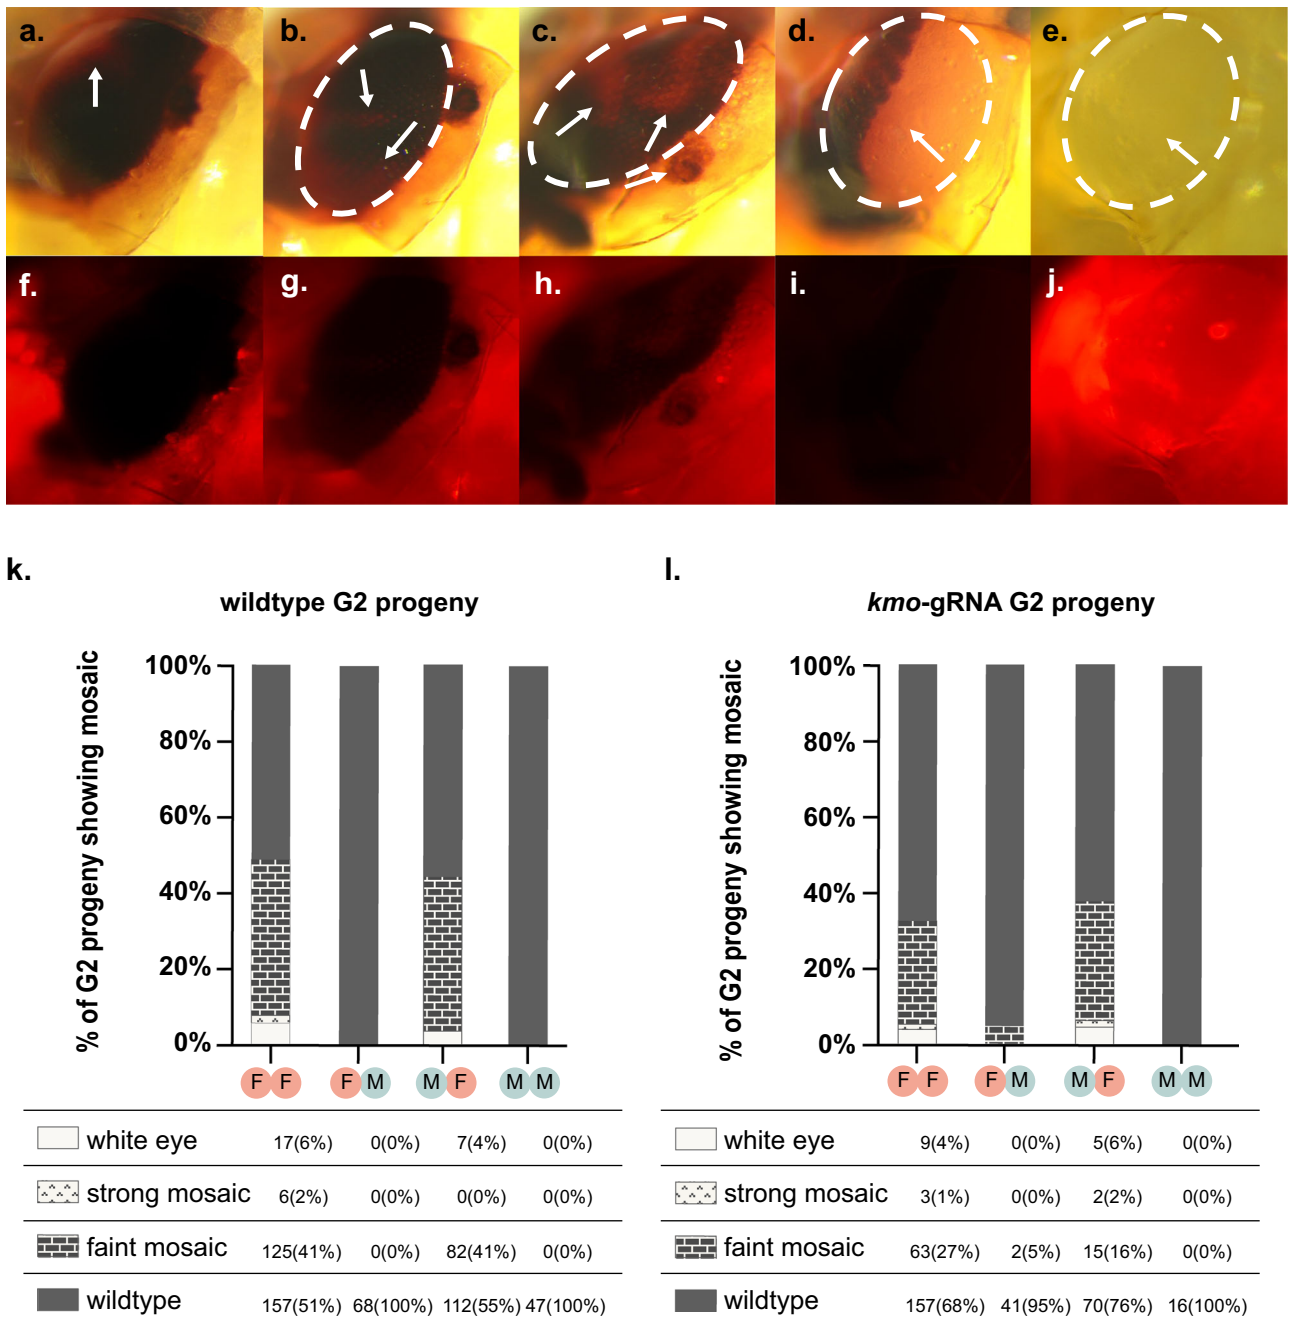 a. b. c. d. e.
f. g. h. i. j.
k. l.
wildtype G2 progeny
% of G2 progeny showing mosaic
100%
80%
60%
40%
20%
0%
F F F M M F M M
white eye 17(6%) 0(0%) 7(4%) 0(0%)
strong mosaic 6(2%) 0(0%) 0(0%) 0(0%)
faint mosaic 125(41%) 0(0%) 82(41%) 0(0%)
wildtype 157(51%) 68(100%) 112(55%) 47(100%)
kmo-gRNA G2 progeny
% of G2 progeny showing mosaic
100%
80%
60%
40%
20%
0%
F F F M M F M M
white eye 9(4%) 0(0%) 5(6%) 0(0%)
strong mosaic 3(1%) 0(0%) 2(2%) 0(0%)
faint mosaic 63(27%) 2(5%) 15(16%) 0(0%)
wildtype 157(68%) 41(95%) 70(76%) 16(100%)